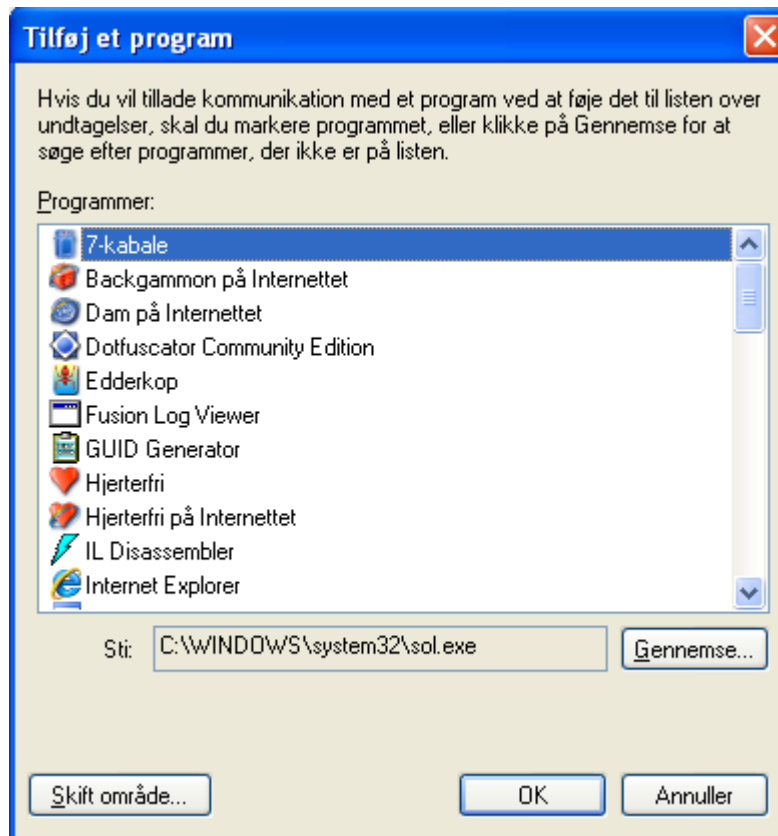 Tilføj et program
Hvis du vil tillade kommunikation med et program ved at føje det til listen over
undtagelser, skal du markere programmet, eller klikke på Gennemse for at
søge efter programmer, der ikke er på listen.
Programmer:
7-kabale
Backgammon på Internettet
Dam på Internettet
Dotfuscator Community Edition
Edderkop
Fusion Log Viewer
GUID Generator
Hjerterfri
Hjerterfri på Internettet
IL Disassembler
Internet Explorer
Sti: C:\WINDOWS\system32\sol.exe Gennemse...
Skift område... OK Annuller